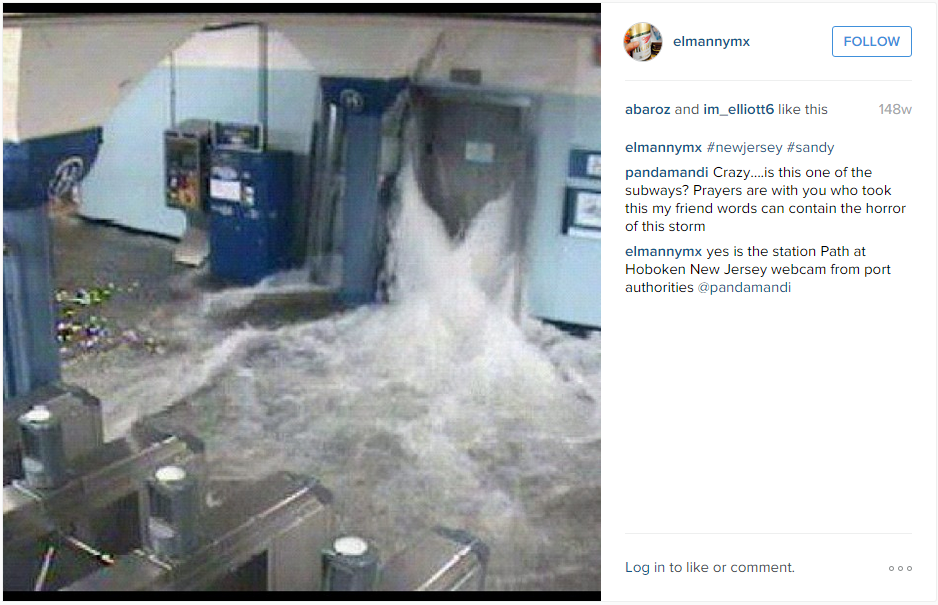 elmannymx
FOLLOW
abaroz and im_elliott6 like this
148w
elmannymx #newjersey #sandy
pandamandi Crazy....is this one of the
subways? Prayers are with you who took
this my friend words can contain the horror
of this storm
elmannymx yes is the station Path at
Hoboken New Jersey webcam from port
authorities @pandamandi
Log in to like or comment.